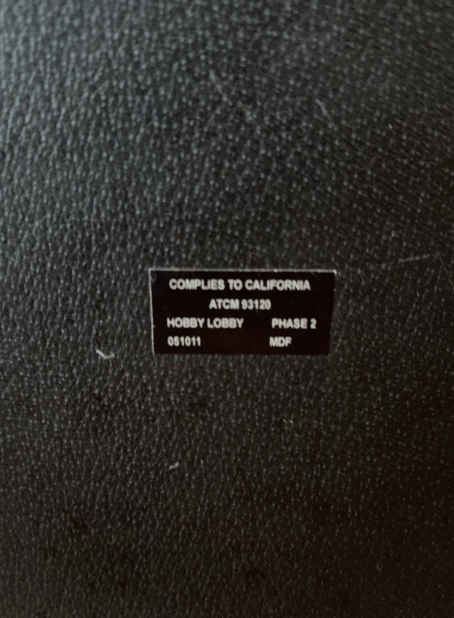 COMPLIES TO CALIFORNIA
ATCM 93120
HOBBY LOBBY PHASE 2
051011 MDF